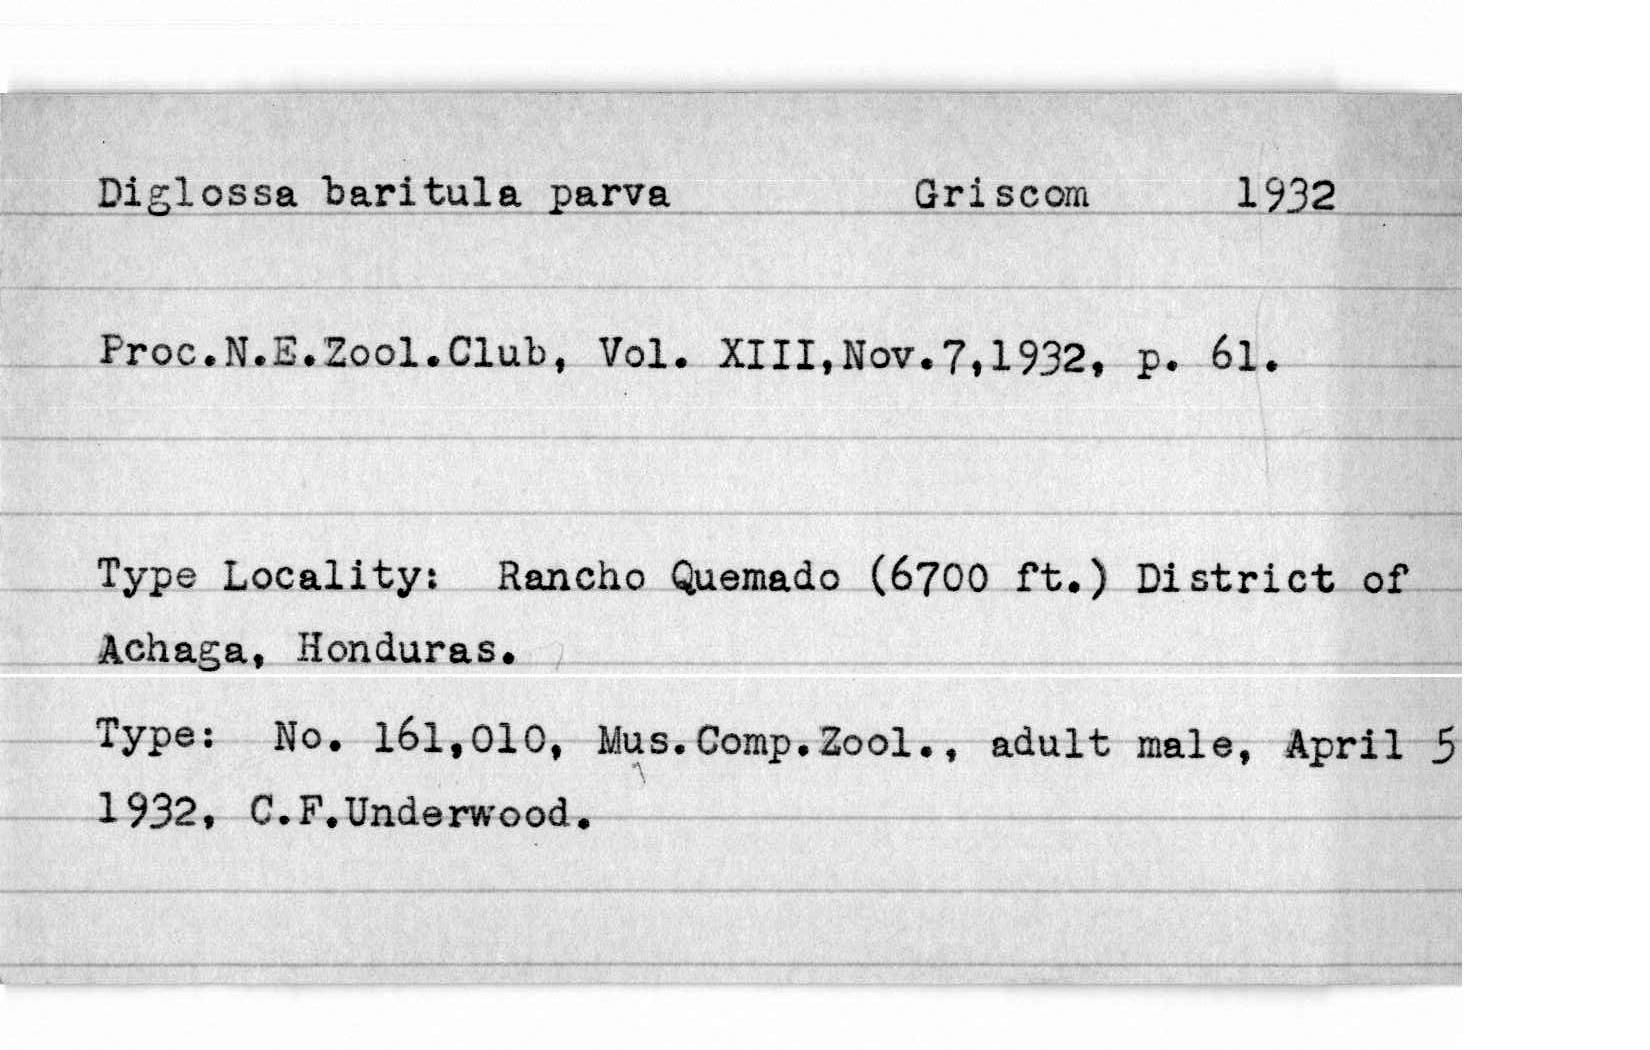 Diglossa baritula parva Griscom 1932
Proc.N.E.Zool.Club, Vol. XIII,Nov.7,1932, p. 61.
Type Locality: Rancho Quemado (6700 ft.) District of
Achaga, Honduras.
Type: No. 161,010, Mus.Comp.Zool., adult male, April 5
1932, C.F.Underwood.